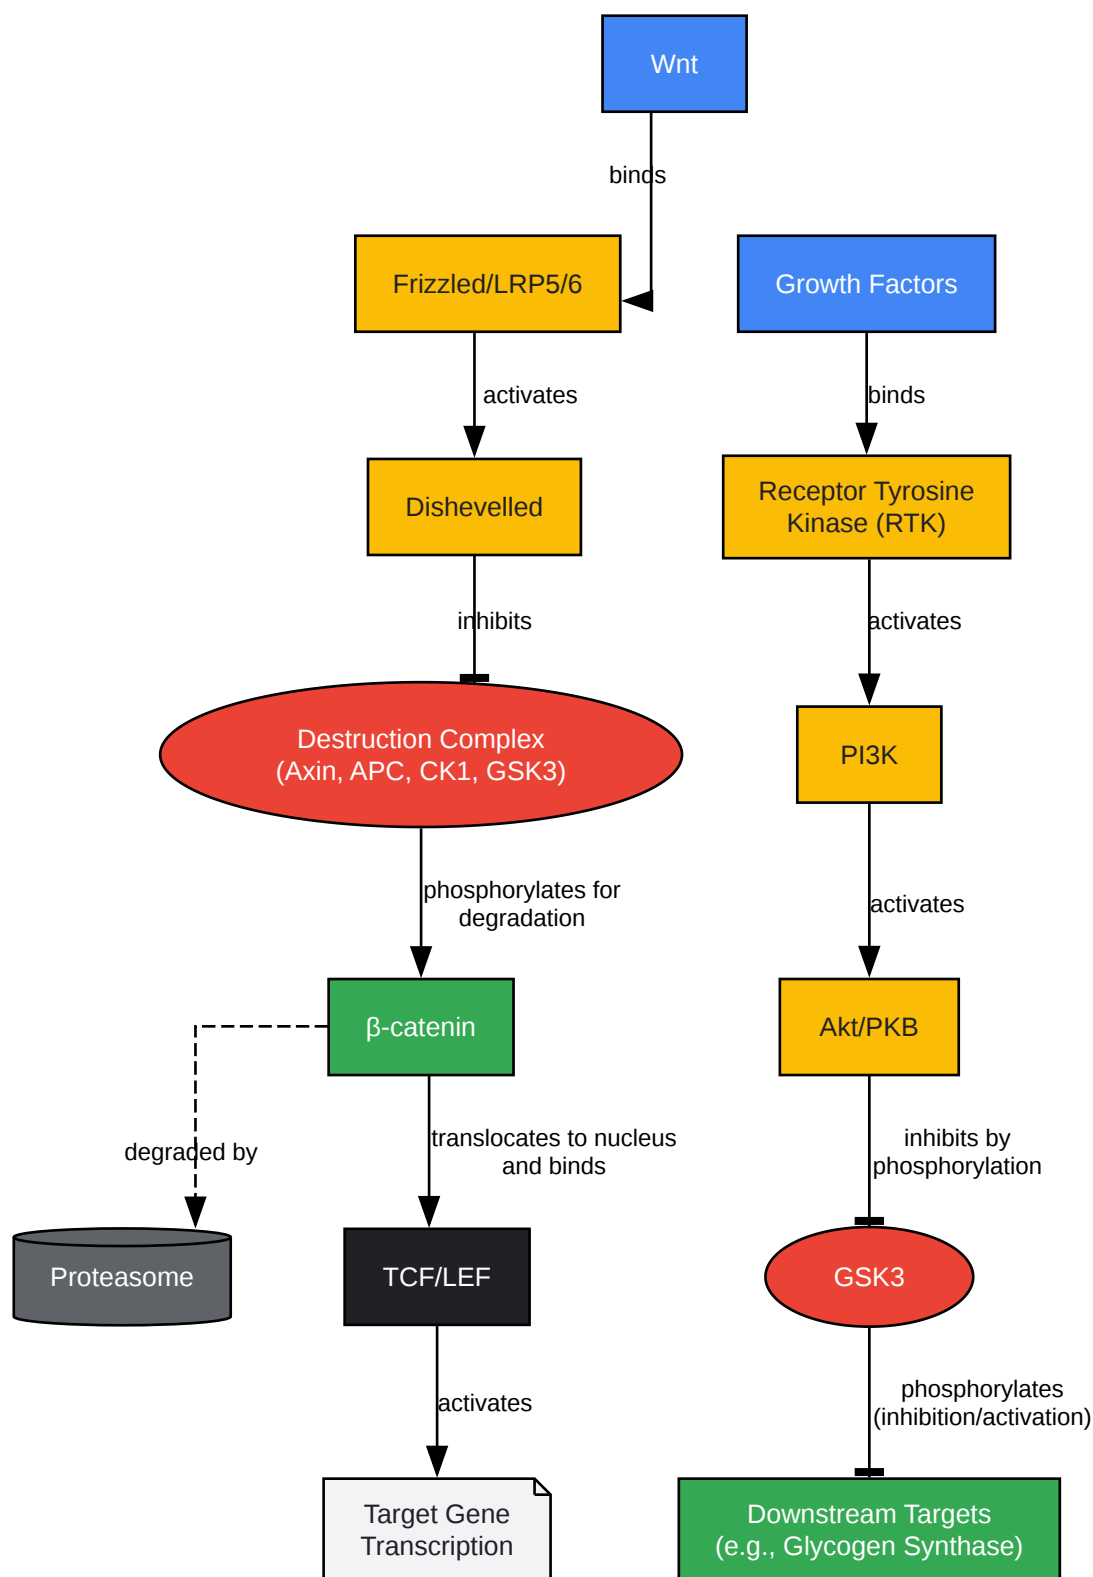 Wnt
binds
Frizzled/LRP5/6
Growth Factors
activates
binds
Dishevelled
Receptor Tyrosine
Kinase (RTK)
inhibits
activates
Destruction Complex
(Axin, APC, CK1, GSK3)
PI3K
phosphorylates for
degradation
activates
β-catenin
Akt/PKB
degraded by
translocates to nucleus
and binds
inhibits by
phosphorylation
Proteasome
TCF/LEF
GSK3
activates
phosphorylates
(inhibition/activation)
Target Gene
Transcription
Downstream Targets
(e.g., Glycogen Synthase)